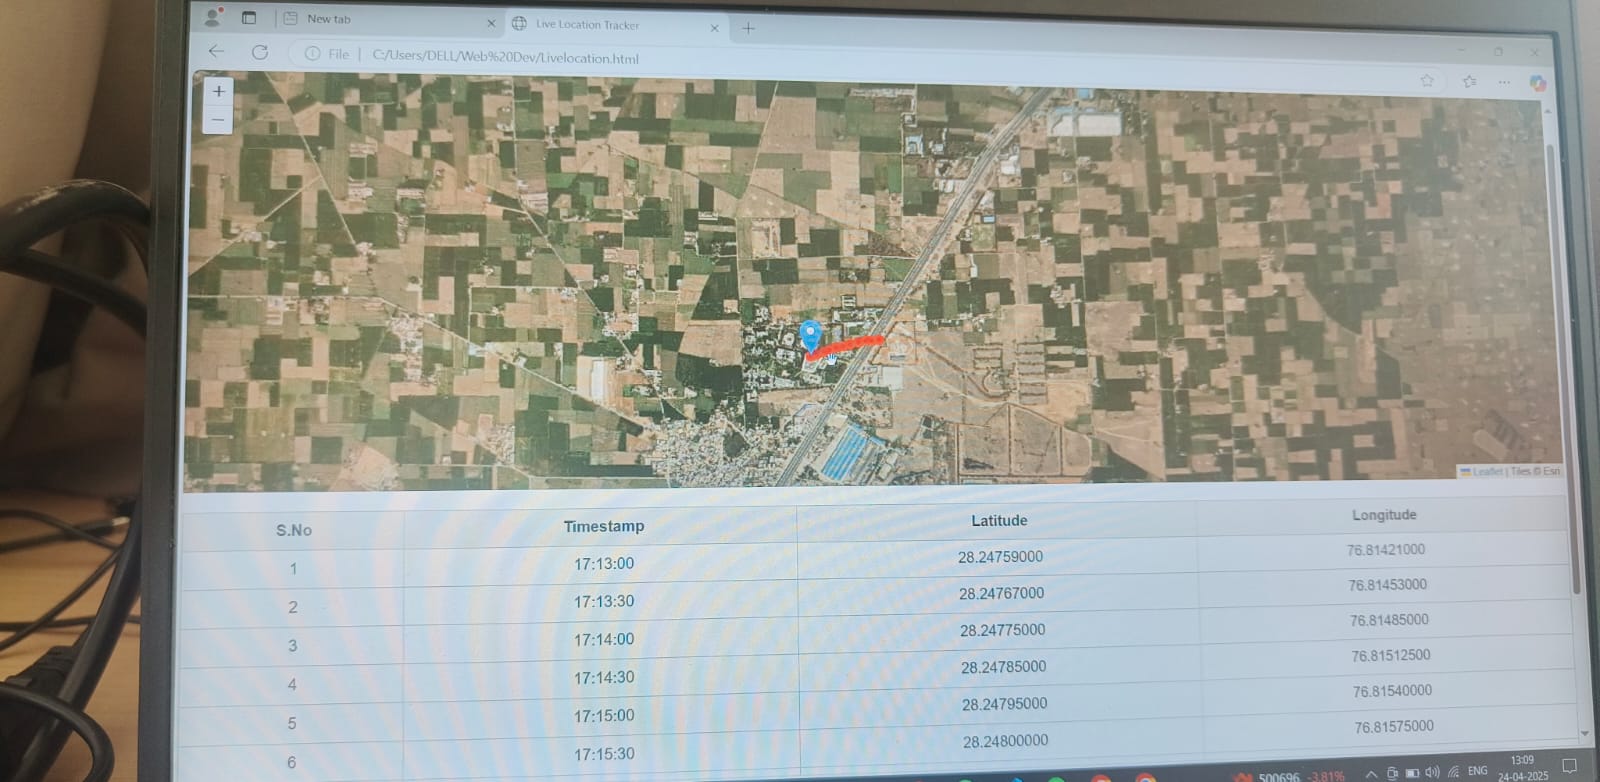 New tab
Live Location Tracker
File | C:/Users/DELL/Web%20Dev/Livelocation.html
+
−
Leaflet | Tiles © Esri
S.No Timestamp Latitude Longitude
1 17:13:00 28.24759000 76.81421000
2 17:13:30 28.24767000 76.81453000
3 17:14:00 28.24775000 76.81485000
4 17:14:30 28.24785000 76.81512500
5 17:15:00 28.24795000 76.81540000
6 17:15:30 28.24800000 76.81575000
500696 -3.81% ENG 13:09
24-04-2025